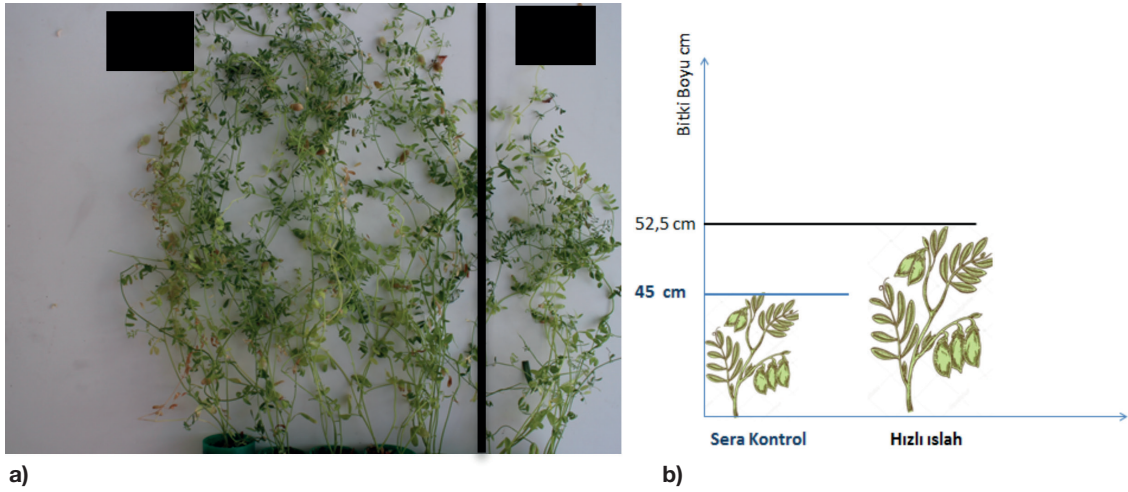 Bitki Boyu cm
52,5 cm
45 cm
Sera Kontrol
Hızlı ıslah
a)
b)